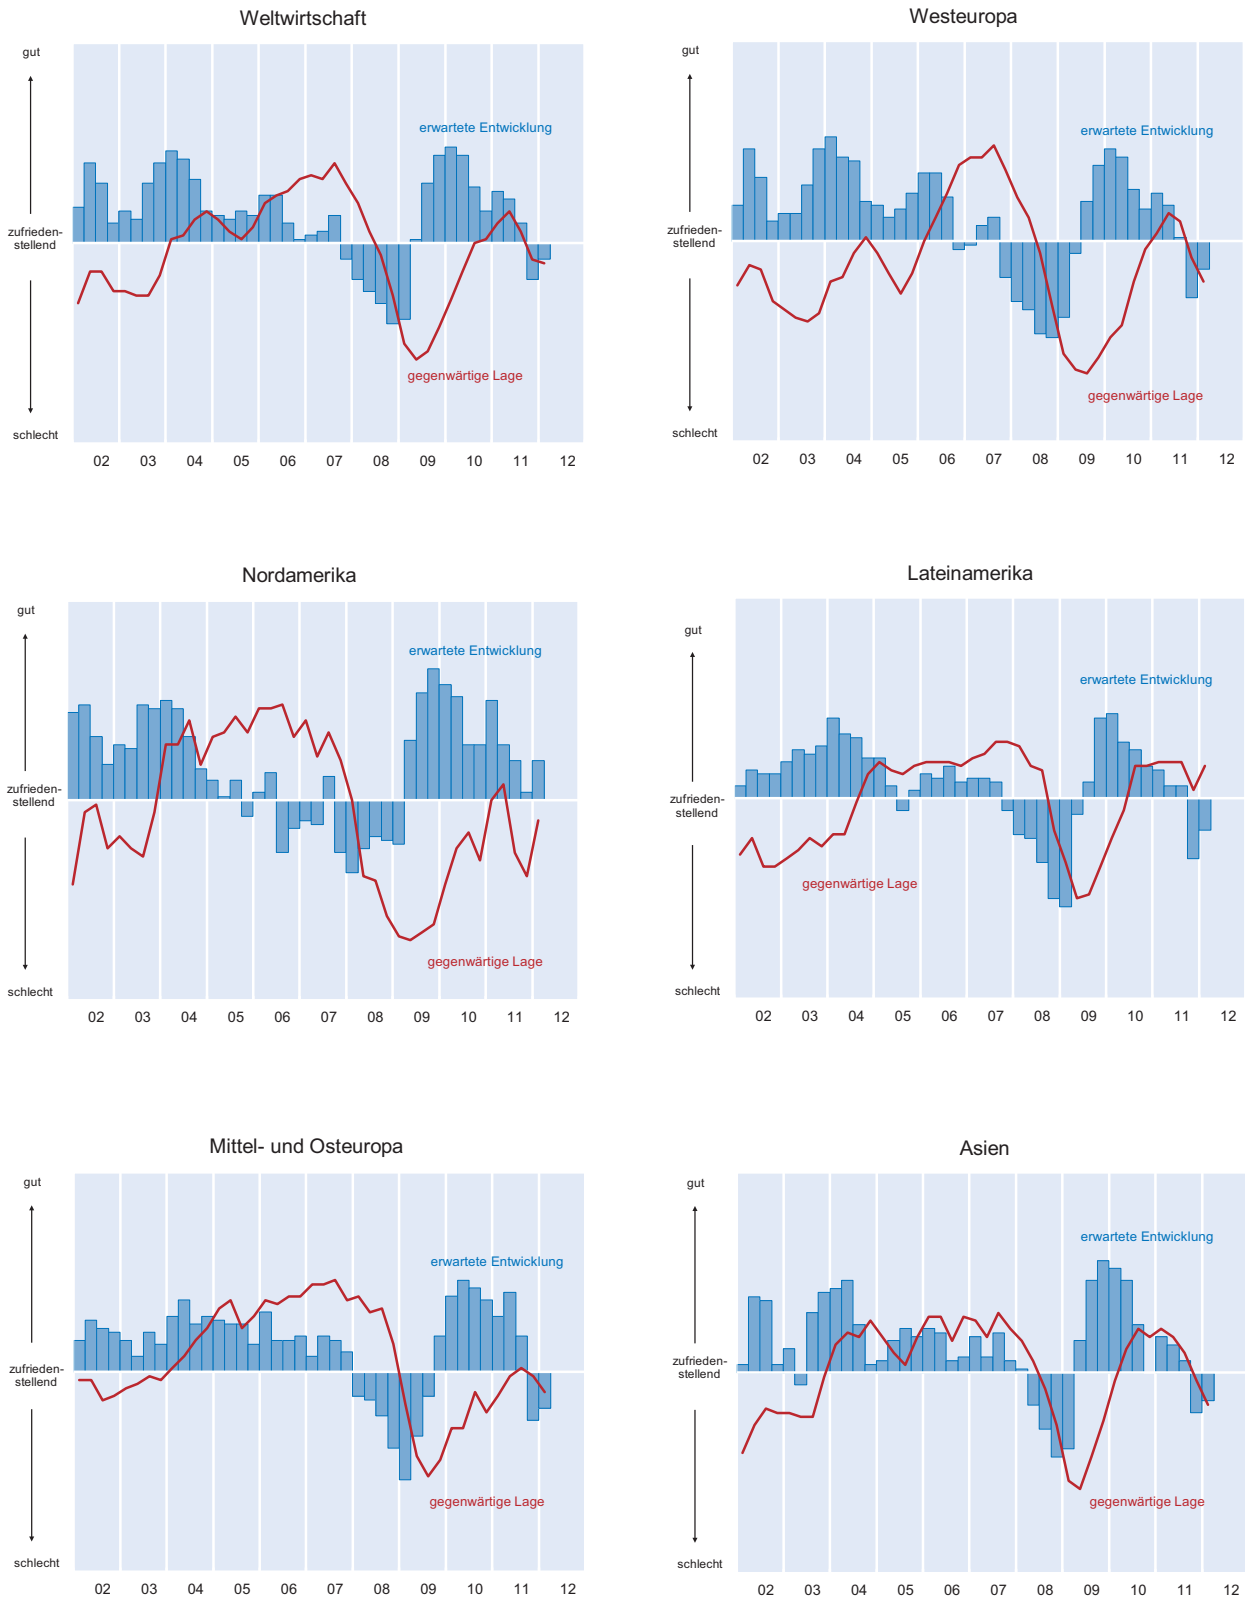 Weltwirtschaft
gut
erwartete Entwicklung
zufrieden-
stellend
gegenwärtige Lage
schlecht
02 03 04 05 06 07 08 09 10 11 12
Westeuropa
gut
erwartete Entwicklung
zufrieden-
stellend
gegenwärtige Lage
schlecht
02 03 04 05 06 07 08 09 10 11 12
Nordamerika
gut
erwartete Entwicklung
zufrieden-
stellend
gegenwärtige Lage
schlecht
02 03 04 05 06 07 08 09 10 11 12
Lateinamerika
gut
erwartete Entwicklung
zufrieden-
stellend
gegenwärtige Lage
schlecht
02 03 04 05 06 07 08 09 10 11 12
Mittel- und Osteuropa
gut
erwartete Entwicklung
zufrieden-
stellend
gegenwärtige Lage
schlecht
02 03 04 05 06 07 08 09 10 11 12
Asien
gut
erwartete Entwicklung
zufrieden-
stellend
gegenwärtige Lage
schlecht
02 03 04 05 06 07 08 09 10 11 12